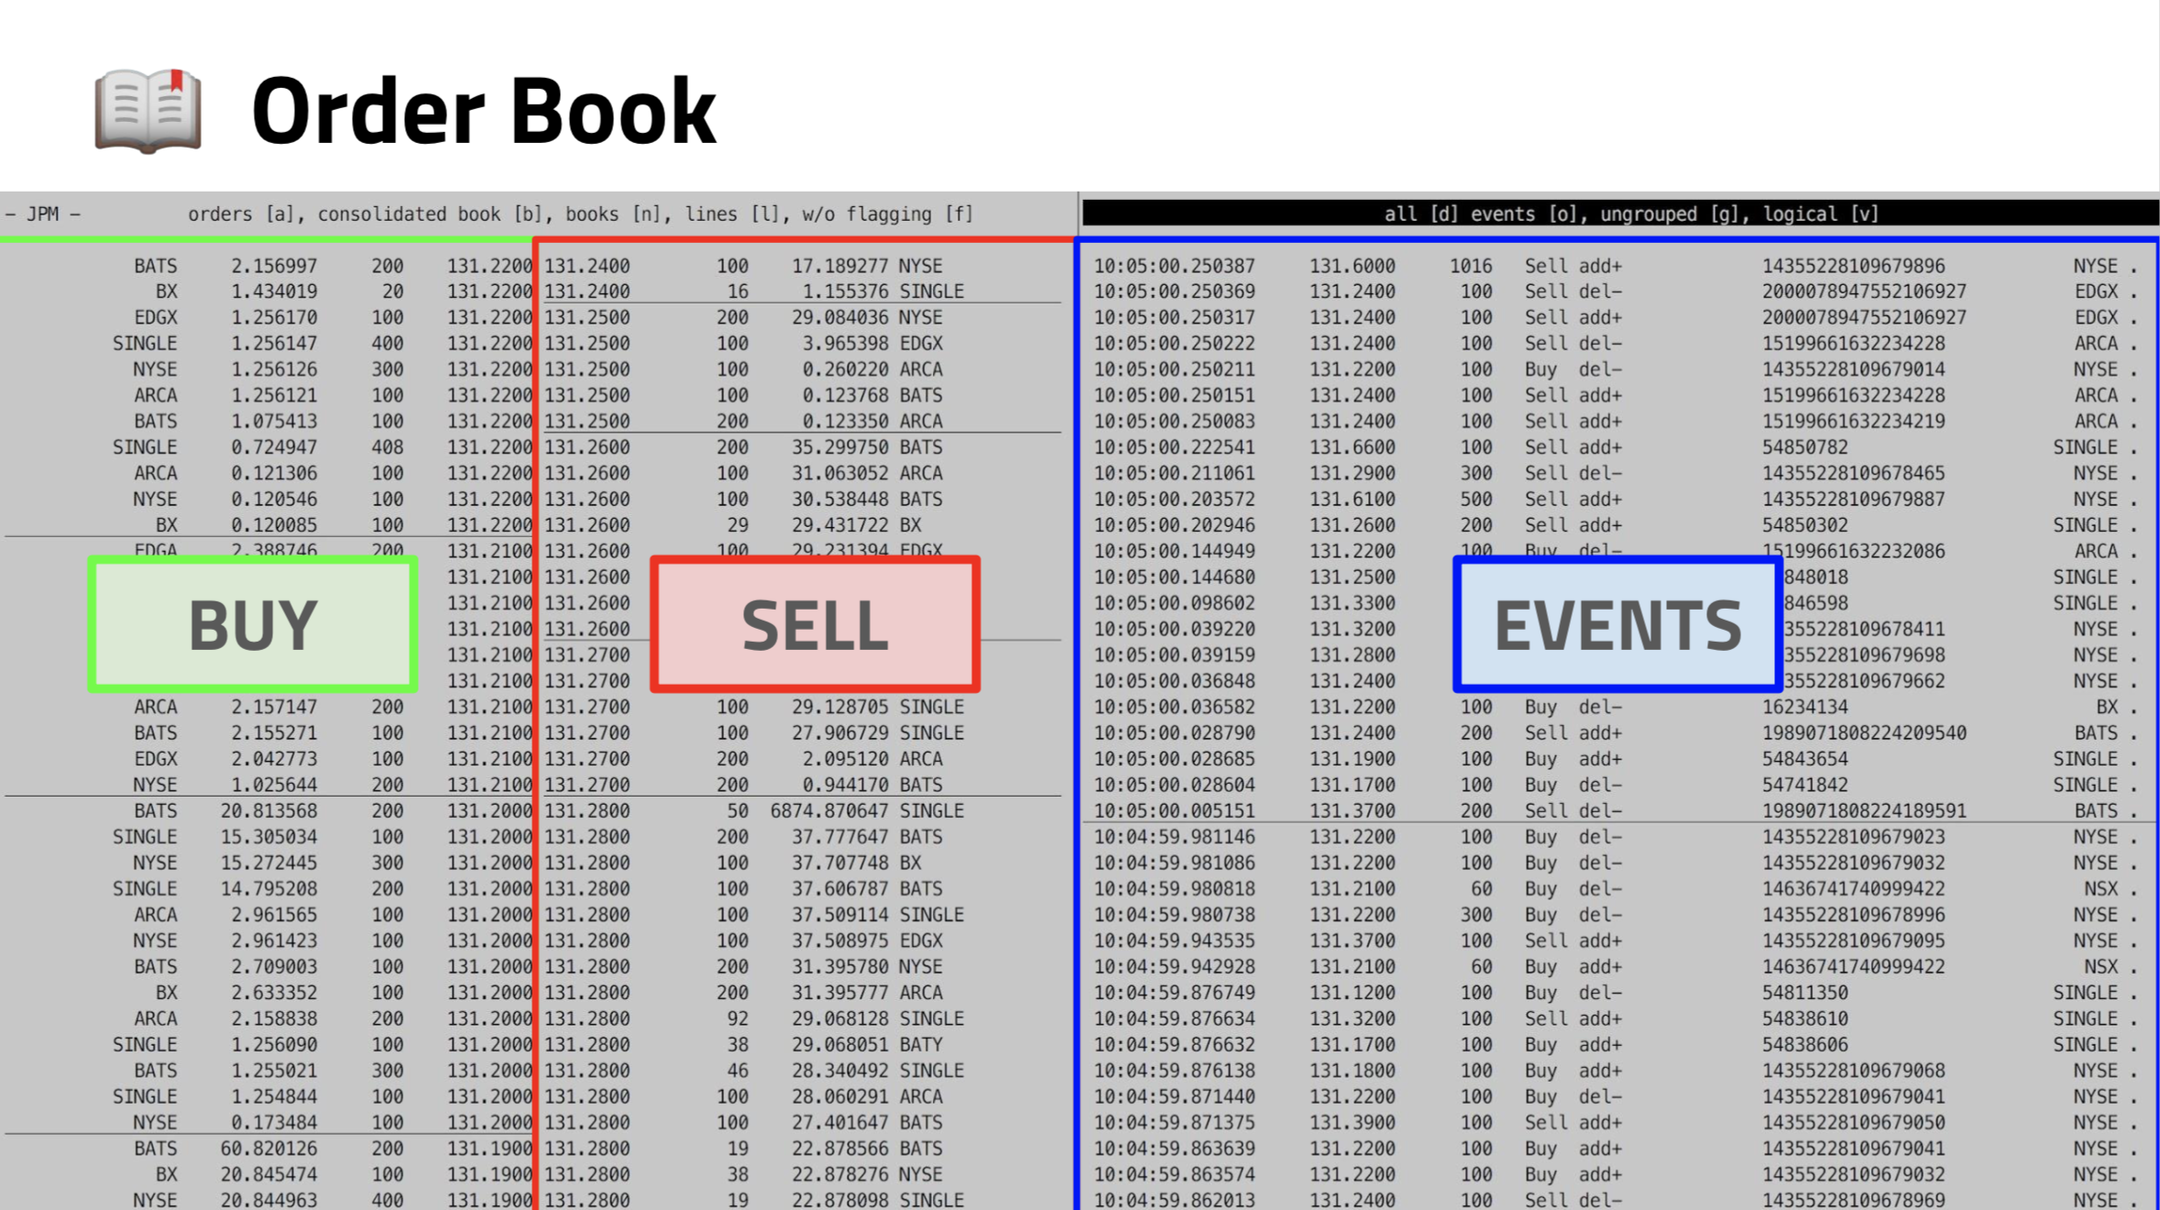 Order Book
– JPM –          orders [a], consolidated book [b], books [n], lines [l], w/o flagging [f]          all [d] events [o], ungrouped [g], logical [v]
BATS 2.156997 200 131.2200 131.2400 100 17.189277 NYSE 10:05:00.250387 131.6000 1016 Sell add+ 14355228109679896 NYSE .
BX 1.434019 20 131.2200 131.2400 16 1.155376 SINGLE 10:05:00.250369 131.2400 100 Sell del– 2000078947552106927 EDGX .
EDGX 1.256170 100 131.2200 131.2500 200 29.084036 NYSE 10:05:00.250317 131.2400 100 Sell add+ 2000078947552106927 EDGX .
SINGLE 1.256147 400 131.2200 131.2500 100 3.965398 EDGX 10:05:00.250222 131.2400 100 Sell del– 15199661632234228 ARCA .
NYSE 1.256126 300 131.2200 131.2500 100 0.260220 ARCA 10:05:00.250211 131.2200 100 Buy del– 14355228109679014 NYSE .
ARCA 1.256121 100 131.2200 131.2500 100 0.123768 BATS 10:05:00.250151 131.2400 100 Sell add+ 15199661632234228 ARCA .
BATS 1.075413 100 131.2200 131.2500 200 0.123350 ARCA 10:05:00.250083 131.2400 100 Sell add+ 15199661632234219 ARCA .
SINGLE 0.724947 408 131.2200 131.2600 200 35.299750 BATS 10:05:00.222541 131.6600 100 Sell add+ 54850782 SINGLE .
ARCA 0.121306 100 131.2200 131.2600 100 31.063052 ARCA 10:05:00.211061 131.2900 300 Sell del– 14355228109678465 NYSE .
NYSE 0.120546 100 131.2200 131.2600 100 30.538448 BATS 10:05:00.203572 131.6100 500 Sell add+ 14355228109679887 NYSE .
BX 0.120085 100 131.2200 131.2600 29 29.431722 BX 10:05:00.202946 131.2600 200 Sell add+ 54850302 SINGLE .
EDGA 2.388746 200 131.2100 131.2600 100 29.231394 EDGX 10:05:00.144949 131.2200 100 Buy del– 15199661632232086 ARCA .
131.2100 131.2600 10:05:00.144680 131.2500 848018 SINGLE .
131.2100 131.2600 10:05:00.098602 131.3300 846598 SINGLE .
BUY SELL EVENTS
131.2100 131.2600 10:05:00.039220 131.3200 355228109678411 NYSE .
131.2100 131.2700 10:05:00.039159 131.2800 355228109679698 NYSE .
131.2100 131.2700 10:05:00.036848 131.2400 355228109679662 NYSE .
ARCA 2.157147 200 131.2100 131.2700 100 29.128705 SINGLE 10:05:00.036582 131.2200 100 Buy del– 16234134 BX .
BATS 2.155271 100 131.2100 131.2700 100 27.906729 SINGLE 10:05:00.028790 131.2400 200 Sell add+ 1989071808224209540 BATS .
EDGX 2.042773 100 131.2100 131.2700 200 2.095120 ARCA 10:05:00.028685 131.1900 100 Buy add+ 54843654 SINGLE .
NYSE 1.025644 200 131.2100 131.2700 200 0.944170 BATS 10:05:00.028604 131.1700 100 Buy del– 54741842 SINGLE .
BATS 20.813568 200 131.2000 131.2800 50 6874.870647 SINGLE 10:05:00.005151 131.3700 200 Sell del– 1989071808224189591 BATS .
SINGLE 15.305034 100 131.2000 131.2800 200 37.777647 BATS 10:04:59.981146 131.2200 100 Buy del– 14355228109679023 NYSE .
NYSE 15.272445 300 131.2000 131.2800 100 37.707748 BX 10:04:59.981086 131.2200 100 Buy del– 14355228109679032 NYSE .
SINGLE 14.795208 200 131.2000 131.2800 100 37.606787 BATS 10:04:59.980818 131.2100 60 Buy del– 14636741740999422 NSX .
ARCA 2.961565 100 131.2000 131.2800 100 37.509114 SINGLE 10:04:59.980738 131.2200 300 Buy del– 14355228109678996 NYSE .
NYSE 2.961423 100 131.2000 131.2800 100 37.508975 EDGX 10:04:59.943535 131.3700 100 Sell add+ 14355228109679095 NYSE .
BATS 2.709003 100 131.2000 131.2800 200 31.395780 NYSE 10:04:59.942928 131.2100 60 Buy add+ 14636741740999422 NSX .
BX 2.633352 100 131.2000 131.2800 200 31.395777 ARCA 10:04:59.876749 131.1200 100 Buy del– 54811350 SINGLE .
ARCA 2.158838 200 131.2000 131.2800 92 29.068128 SINGLE 10:04:59.876634 131.3200 100 Sell add+ 54838610 SINGLE .
SINGLE 1.256090 100 131.2000 131.2800 38 29.068051 BATY 10:04:59.876632 131.1700 100 Buy add+ 54838606 SINGLE .
BATS 1.255021 300 131.2000 131.2800 46 28.340492 SINGLE 10:04:59.876138 131.1800 100 Buy add+ 14355228109679068 NYSE .
SINGLE 1.254844 100 131.2000 131.2800 100 28.060291 ARCA 10:04:59.871440 131.2200 100 Buy del– 14355228109679041 NYSE .
NYSE 0.173484 100 131.2000 131.2800 100 27.401647 BATS 10:04:59.871375 131.3900 100 Sell add+ 14355228109679050 NYSE .
BATS 60.820126 200 131.1900 131.2800 19 22.878566 BATS 10:04:59.863639 131.2200 100 Buy add+ 14355228109679041 NYSE .
BX 20.845474 100 131.1900 131.2800 38 22.878276 NYSE 10:04:59.863574 131.2200 100 Buy add+ 14355228109679032 NYSE .
NYSE 20.844963 400 131.1900 131.2800 19 22.878098 SINGLE 10:04:59.862013 131.2400 100 Sell del– 14355228109678969 NYSE .